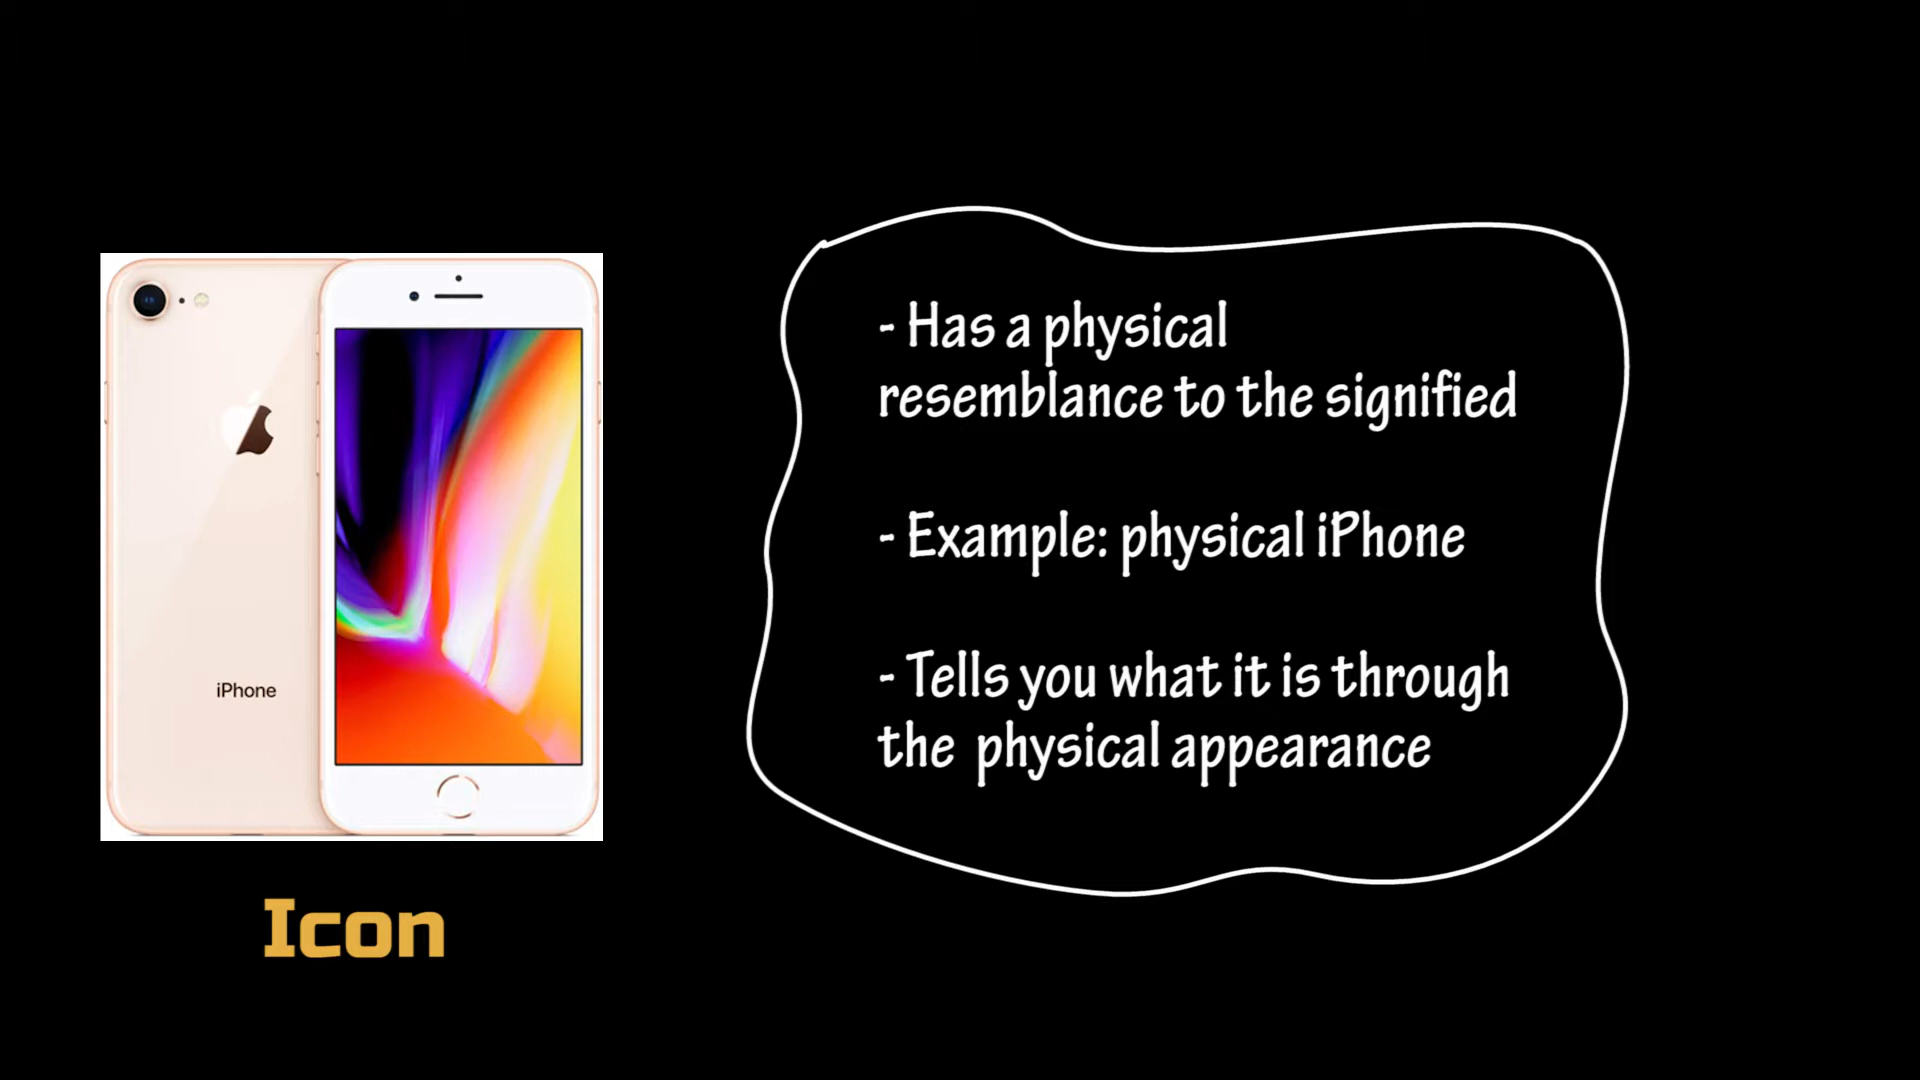 - Has a physical
resemblance to the signified
- Example: physical iPhone
- Tells you what it is through
the physical appearance
iPhone
Icon